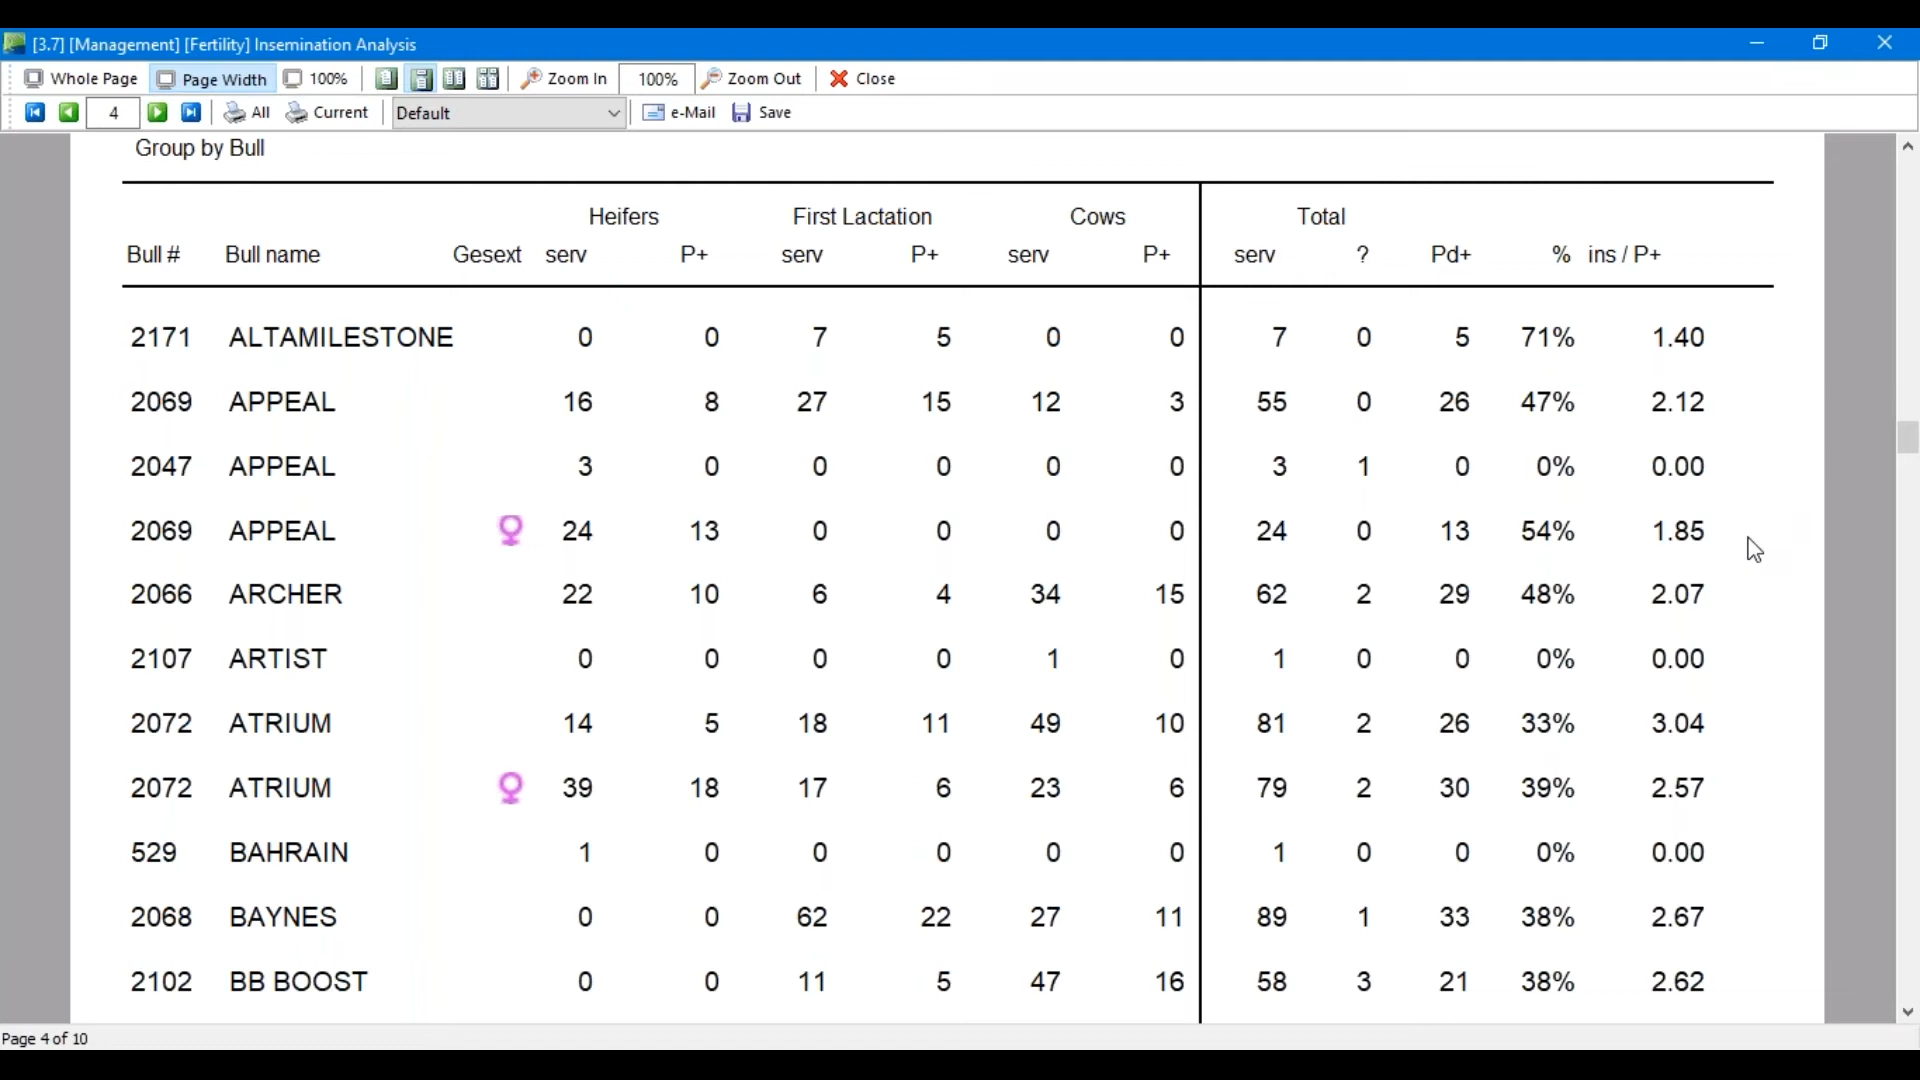 [3.7] [Management] [Fertility] Insemination Analysis
Whole Page Page Width 100% Zoom In 100% Zoom Out Close
4 All Current Default e-Mail Save
Group by Bull
Heifers First Lactation Cows Total
Bull # Bull name Gesext serv P+ serv P+ serv P+ serv ? Pd+ % ins / P+
2171 ALTAMILESTONE 0 0 7 5 0 0 7 0 5 71% 1.40
2069 APPEAL 16 8 27 15 12 3 55 0 26 47% 2.12
2047 APPEAL 3 0 0 0 0 0 3 1 0 0% 0.00
2069 APPEAL 24 13 0 0 0 0 24 0 13 54% 1.85
2066 ARCHER 22 10 6 4 34 15 62 2 29 48% 2.07
2107 ARTIST 0 0 0 0 1 0 1 0 0 0% 0.00
2072 ATRIUM 14 5 18 11 49 10 81 2 26 33% 3.04
2072 ATRIUM 39 18 17 6 23 6 79 2 30 39% 2.57
529 BAHRAIN 1 0 0 0 0 0 1 0 0 0% 0.00
2068 BAYNES 0 0 62 22 27 11 89 1 33 38% 2.67
2102 BB BOOST 0 0 11 5 47 16 58 3 21 38% 2.62
Page 4 of 10